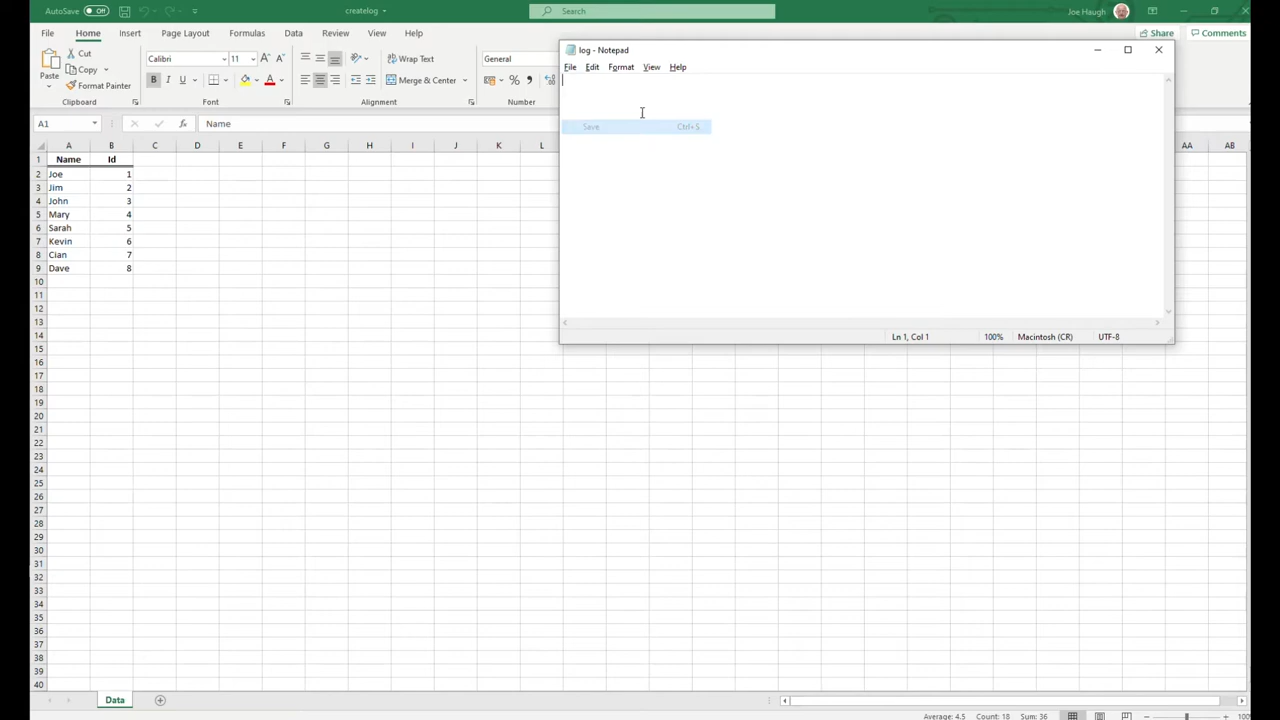 AutoSave Off createlog Search Joe Haugh
File Home Insert Page Layout Formulas Data Review View Help Share Comments
Cut
Copy
Format Painter
Paste
Calibri 11
B I U
Wrap Text
Merge & Center
General
Clipboard Font Alignment Number
A1 fx Name
A B C D E F G H I J K L AA AB
1 Name Id
2 Joe 1
3 Jim 2
4 John 3
5 Mary 4
6 Sarah 5
7 Kevin 6
8 Cian 7
9 Dave 8
10
11
12
13
14
15
16
17
18
19
20
21
22
23
24
25
26
27
28
29
30
31
32
33
34
35
36
37
38
39
40
log - Notepad
File Edit Format View Help
Save Ctrl+S
Ln 1, Col 1 100% Macintosh (CR) UTF-8
Data
Average: 4.5 Count: 18 Sum: 36